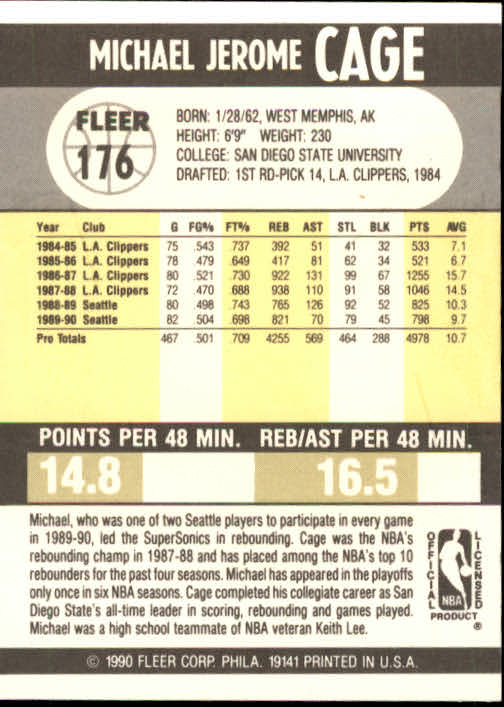 MICHAEL JEROME CAGE
FLEER
176
BORN: 1/28/62, WEST MEMPHIS, AK
HEIGHT: 6'9" WEIGHT: 230
COLLEGE: SAN DIEGO STATE UNIVERSITY
DRAFTED: 1ST RD-PICK 14, L.A. CLIPPERS, 1984
Year Club G FG% FT% REB AST STL BLK PTS AVG
1984-85 L.A. Clippers 75 .543 .737 392 51 41 32 533 7.1
1985-86 L.A. Clippers 78 .479 .649 417 81 62 34 521 6.7
1986-87 L.A. Clippers 80 .521 .730 922 131 99 67 1255 15.7
1987-88 L.A. Clippers 72 .470 .688 938 110 91 58 1046 14.5
1988-89 Seattle 80 .498 .743 765 126 92 52 825 10.3
1989-90 Seattle 82 .504 .698 821 70 79 45 798 9.7
Pro Totals 467 .501 .709 4255 569 464 288 4978 10.7
POINTS PER 48 MIN. REB/AST PER 48 MIN.
14.8 16.5
Michael, who was one of two Seattle players to participate in every game
in 1989-90, led the SuperSonics in rebounding. Cage was the NBA's
rebounding champ in 1987-88 and has placed among the NBA's top 10
rebounders for the past four seasons. Michael has appeared in the playoffs
only once in six NBA seasons. Cage completed his collegiate career as San
Diego State's all-time leader in scoring, rebounding and games played.
Michael was a high school teammate of NBA veteran Keith Lee.
OFFICIAL
LICENSED
NBA
PRODUCT ®
© 1990 FLEER CORP. PHILA. 19141 PRINTED IN U.S.A.